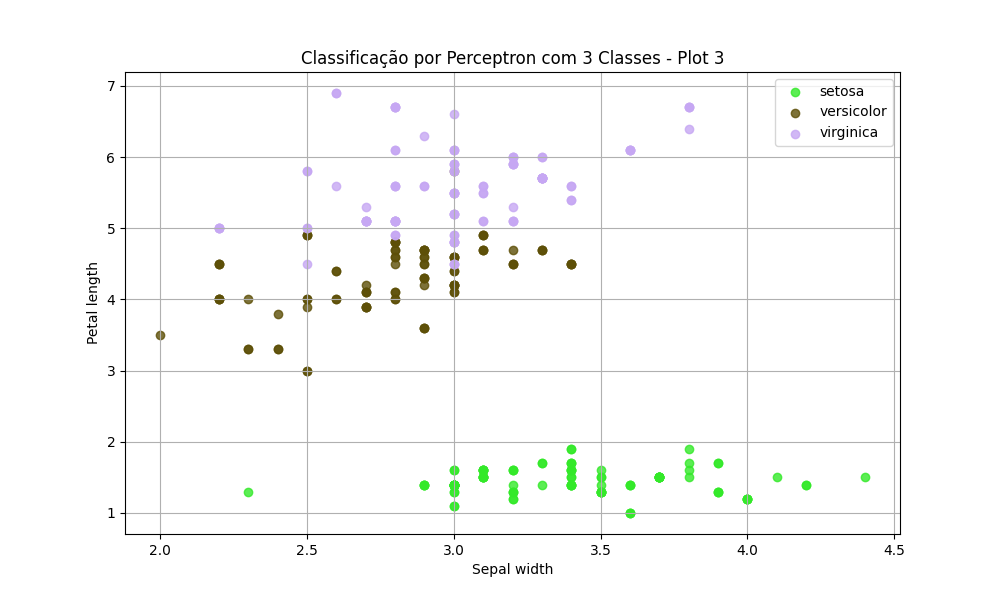 Classificação por Perceptron com 3 Classes - Plot 3
setosa
versicolor
virginica
Petal length
7
6
5
4
3
2
1
2.0 2.5 3.0 3.5 4.0 4.5
Sepal width